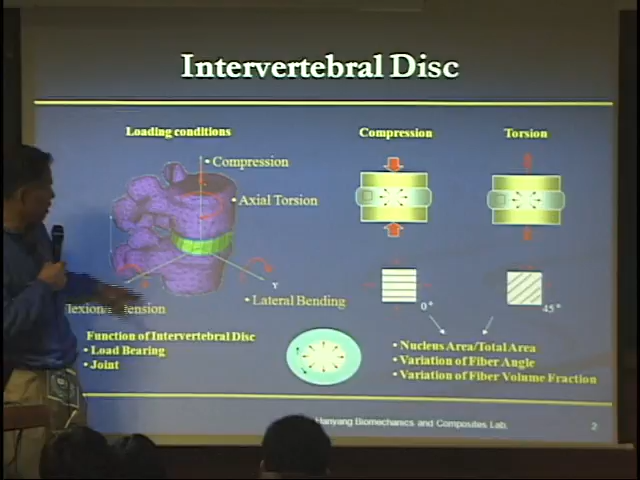 Intervertebral Disc
Loading conditions
Compression
Torsion
• Compression
• Axial Torsion
Y
• Lateral Bending
0°
45°
Function of Intervertebral Disc
• Load Bearing
• Joint
• Nucleus Area/Total Area
• Variation of Fiber Angle
• Variation of Fiber Volume Fraction
Hanyang Biomechanics and Composites Lab.
2